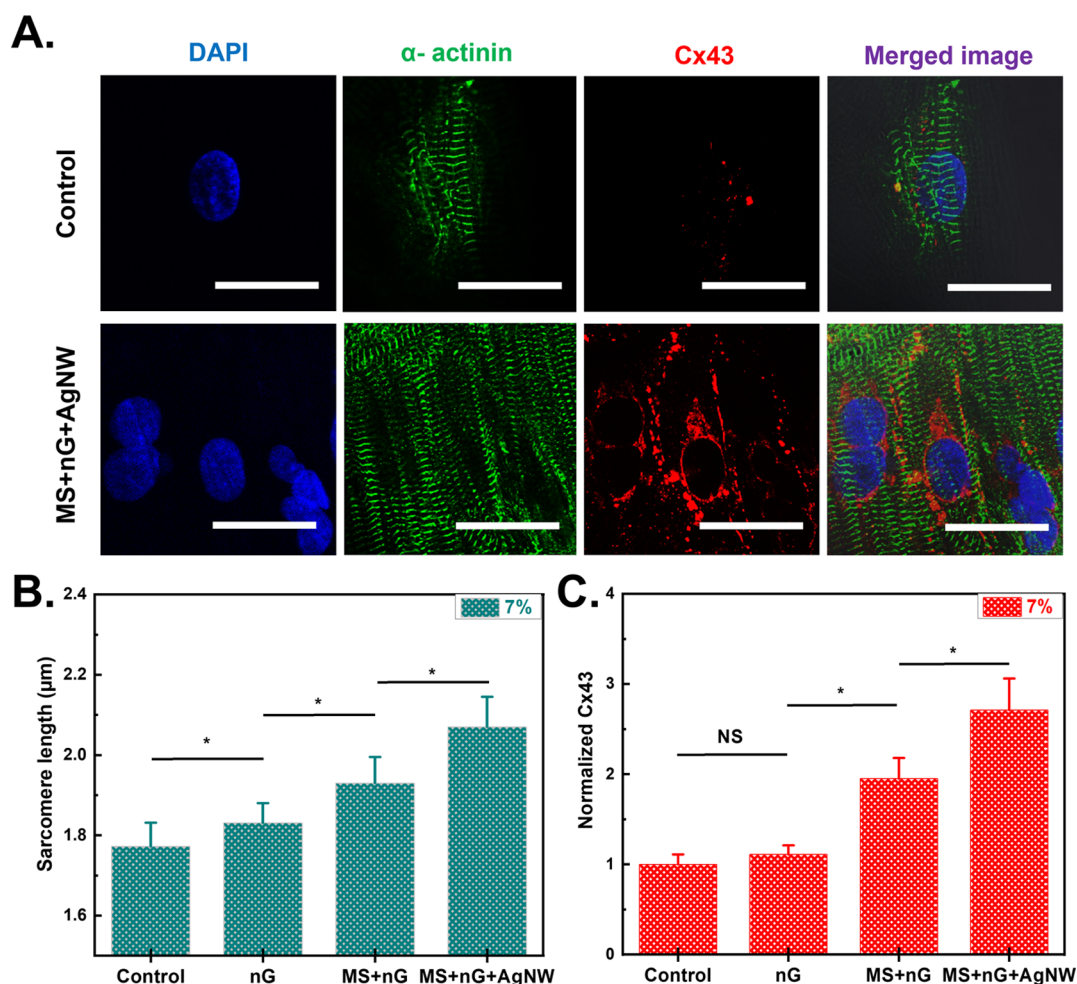 A.
DAPI
α- actinin
Cx43
Merged image
Control
MS+nG+AgNW
B.
2.4
2.2
2.0
1.8
1.6
Sarcomere length (μm)
7%
*
*
*
Control
nG
MS+nG
MS+nG+AgNW
C.
4
3
2
1
0
Normalized Cx43
7%
NS
*
*
Control
nG
MS+nG
MS+nG+AgNW